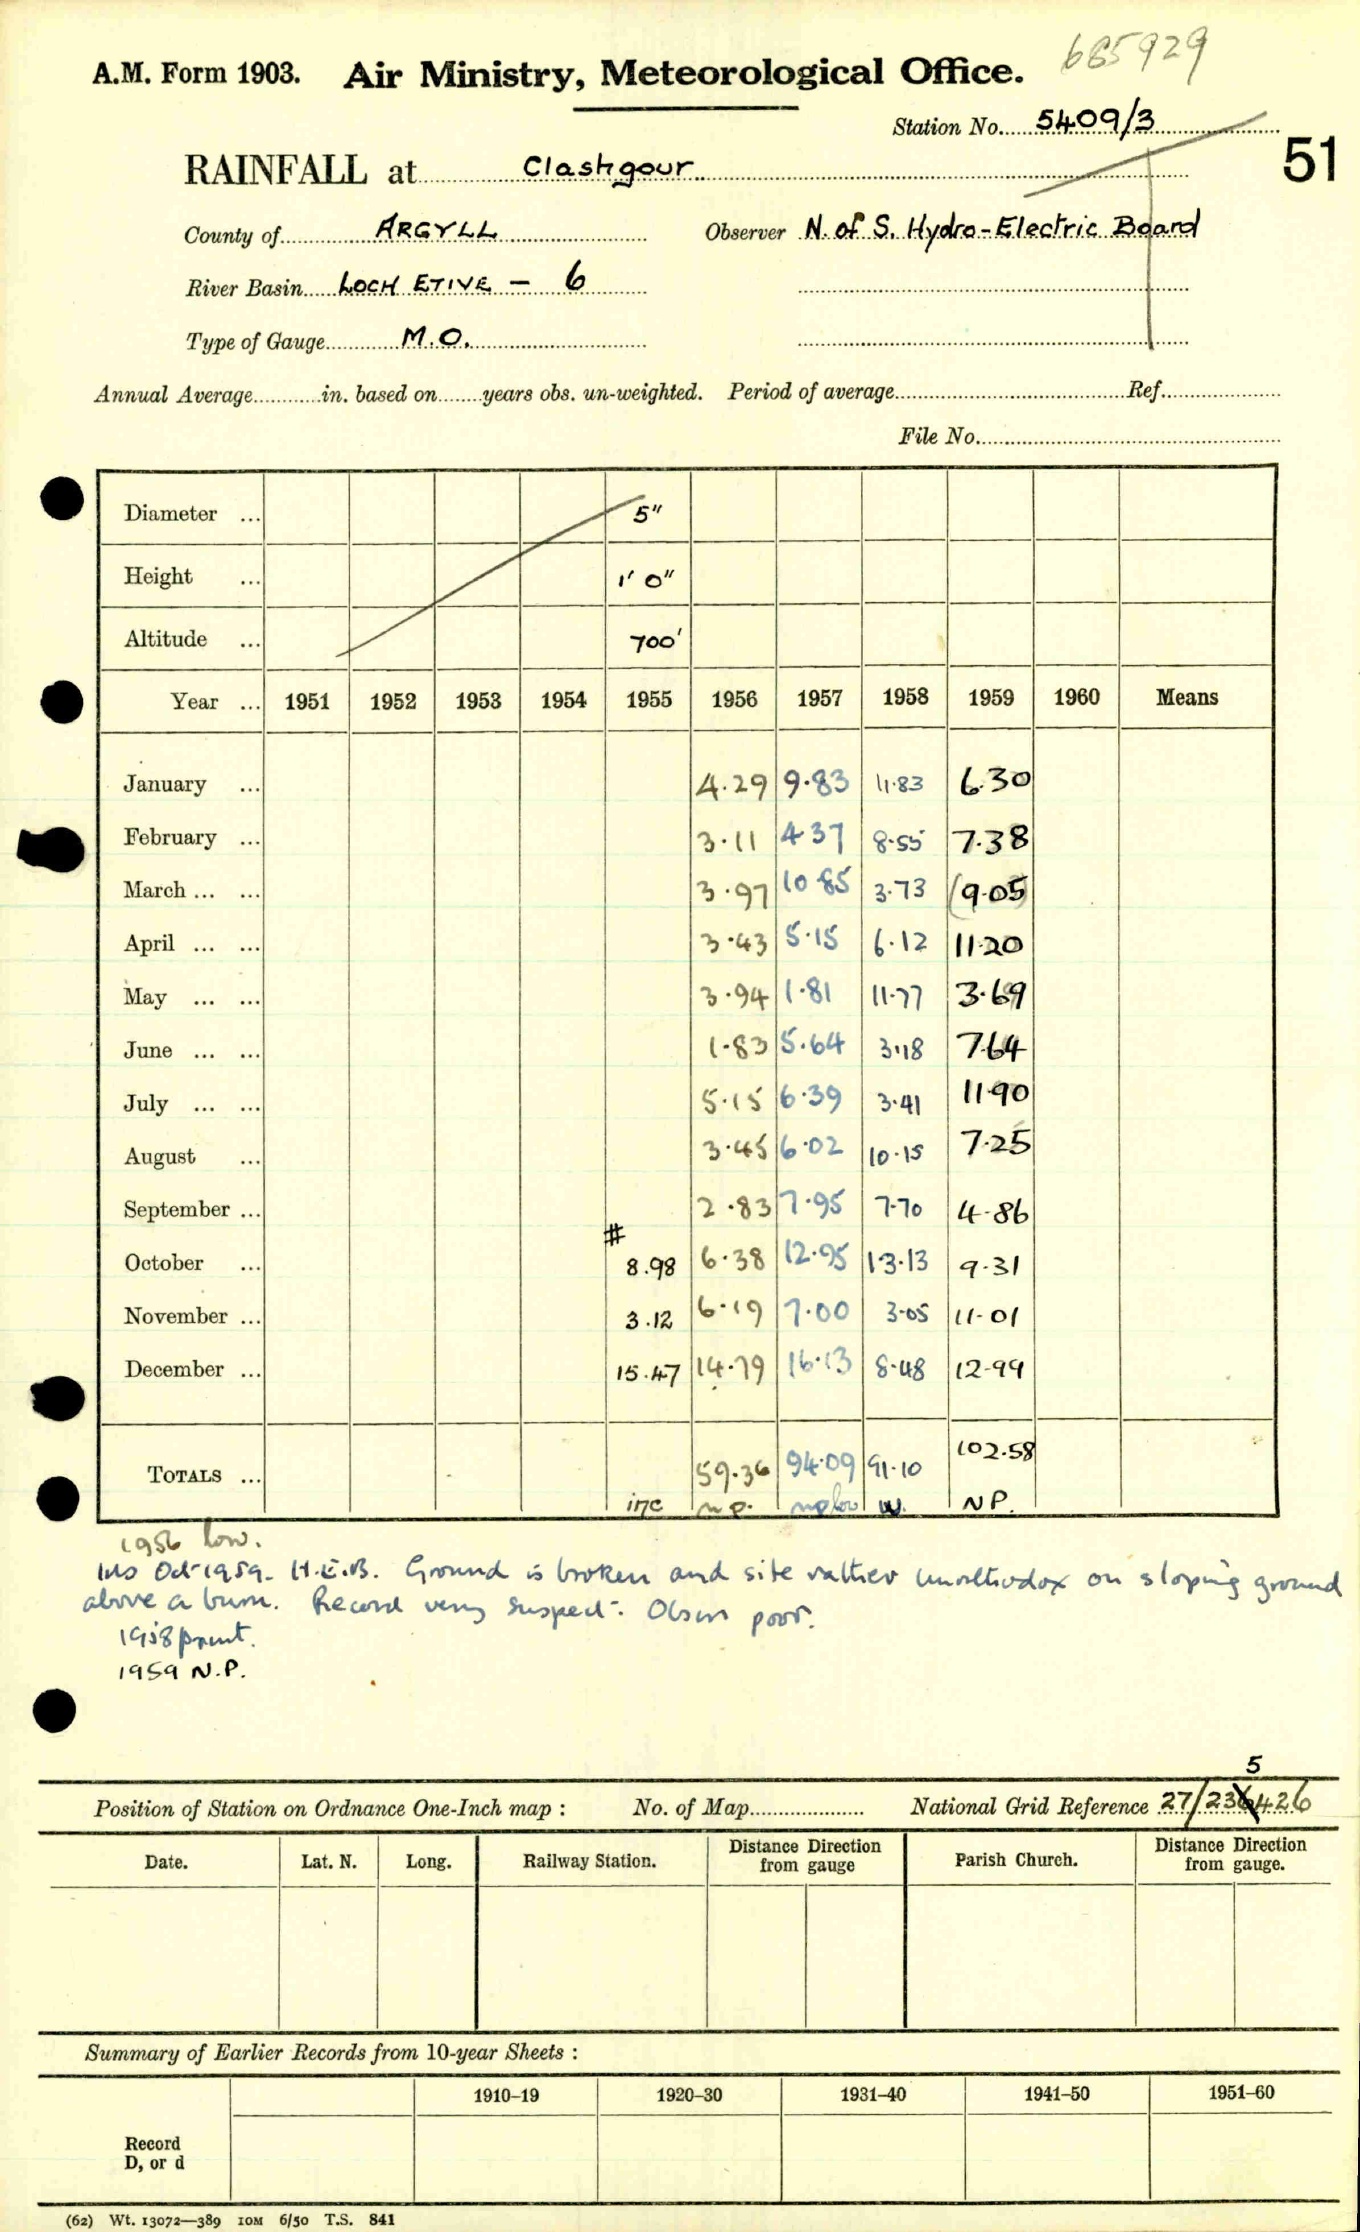 685929
A.M. Form 1903. Air Ministry, Meteorological Office.
Station No. 5409/3
51
RAINFALL at Clashgour
County of ARGYLL Observer N. of S. Hydro-Electric Board
River Basin LOCH ETIVE - 6
Type of Gauge M.O.
Annual Average in. based on years obs. un-weighted. Period of average Ref.
File No.
Diameter ... 5"
Height ... 1' 0"
Altitude ... 700'
Year ... 1951 1952 1953 1954 1955 1956 1957 1958 1959 1960 Means
January ... 4.29 9.83 11.83 6.30
February ... 3.11 4.37 8.55 7.38
March ... ... 3.97 10.85 3.73 (9.05)
April ... ... 3.43 5.15 6.12 11.20
May ... ... 3.94 1.81 11.77 3.69
June ... ... 1.83 5.64 3.18 7.64
July ... ... 5.15 6.39 3.41 11.90
August ... 3.45 6.02 10.15 7.25
September ... 2.83 7.95 7.70 4.86
#
October ... 8.98 6.38 12.95 13.13 9.31
November ... 3.12 6.19 7.00 3.05 11.01
December ... 15.47 14.79 16.13 8.48 12.99
TOTALS ... 59.36 94.09 91.10 102.58
inc n.p. W. N P.
1956 low.
Ins Oct 1959. H.E.B. Ground is broken and site rather unorthodox on sloping ground
above a burn. Record very suspect. Obsns poor.
1958 print.
1959 N.P.
5
Position of Station on Ordnance One-Inch map : No. of Map National Grid Reference 27/236426
Date. Lat. N. Long. Railway Station. Distance Direction from gauge Parish Church. Distance Direction from gauge.
Summary of Earlier Records from 10-year Sheets :
1910–19 1920–30 1931–40 1941–50 1951–60
Record
D, or d
(62) Wt. 13072—389 10M 6/50 T.S. 841